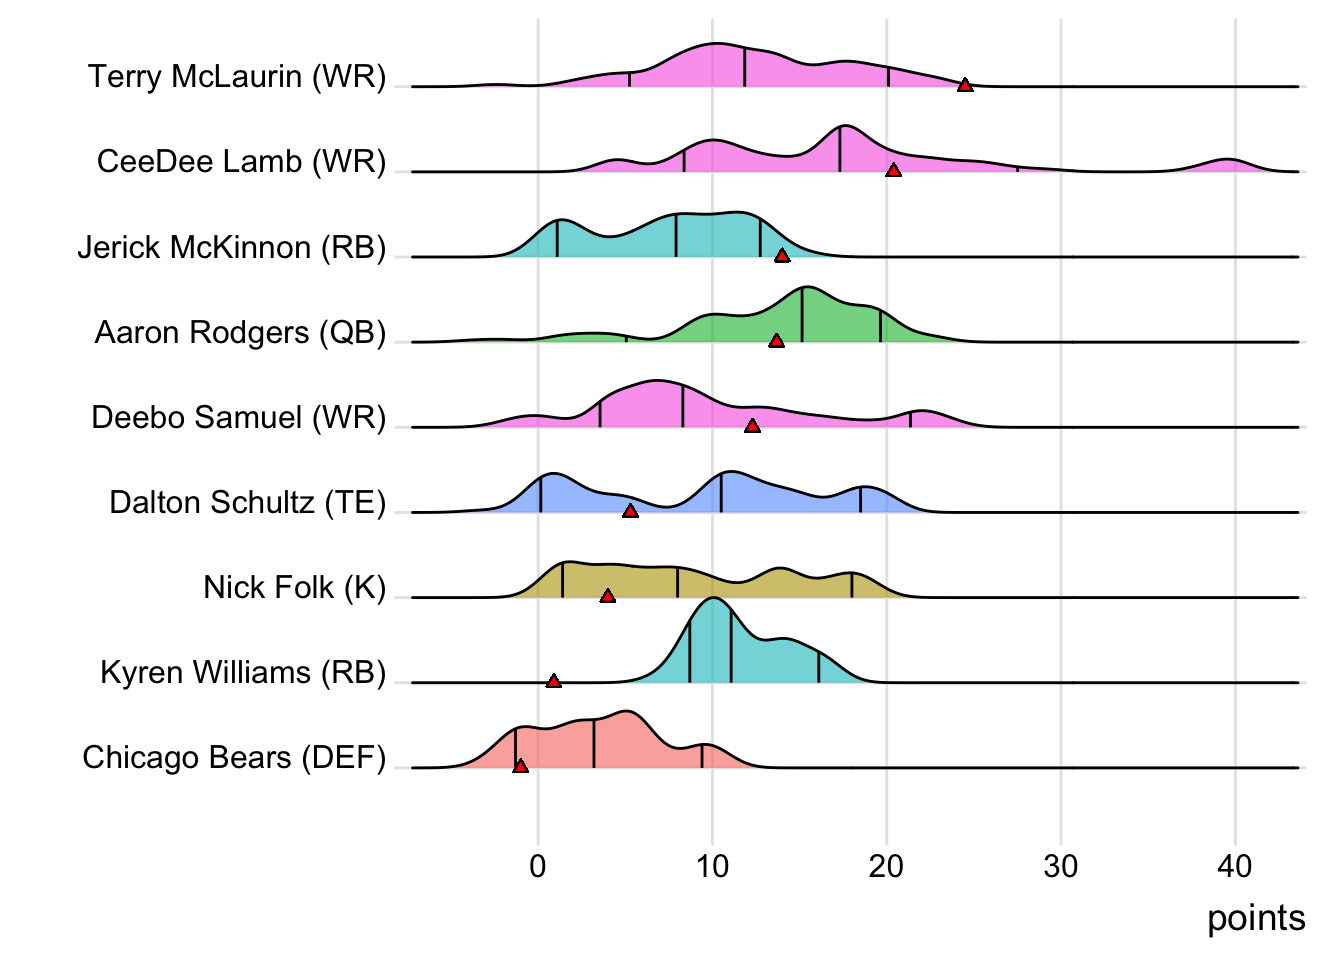 Terry McLaurin (WR)
CeeDee Lamb (WR)
Jerick McKinnon (RB)
Aaron Rodgers (QB)
Deebo Samuel (WR)
Dalton Schultz (TE)
Nick Folk (K)
Kyren Williams (RB)
Chicago Bears (DEF)
0 10 20 30 40
points